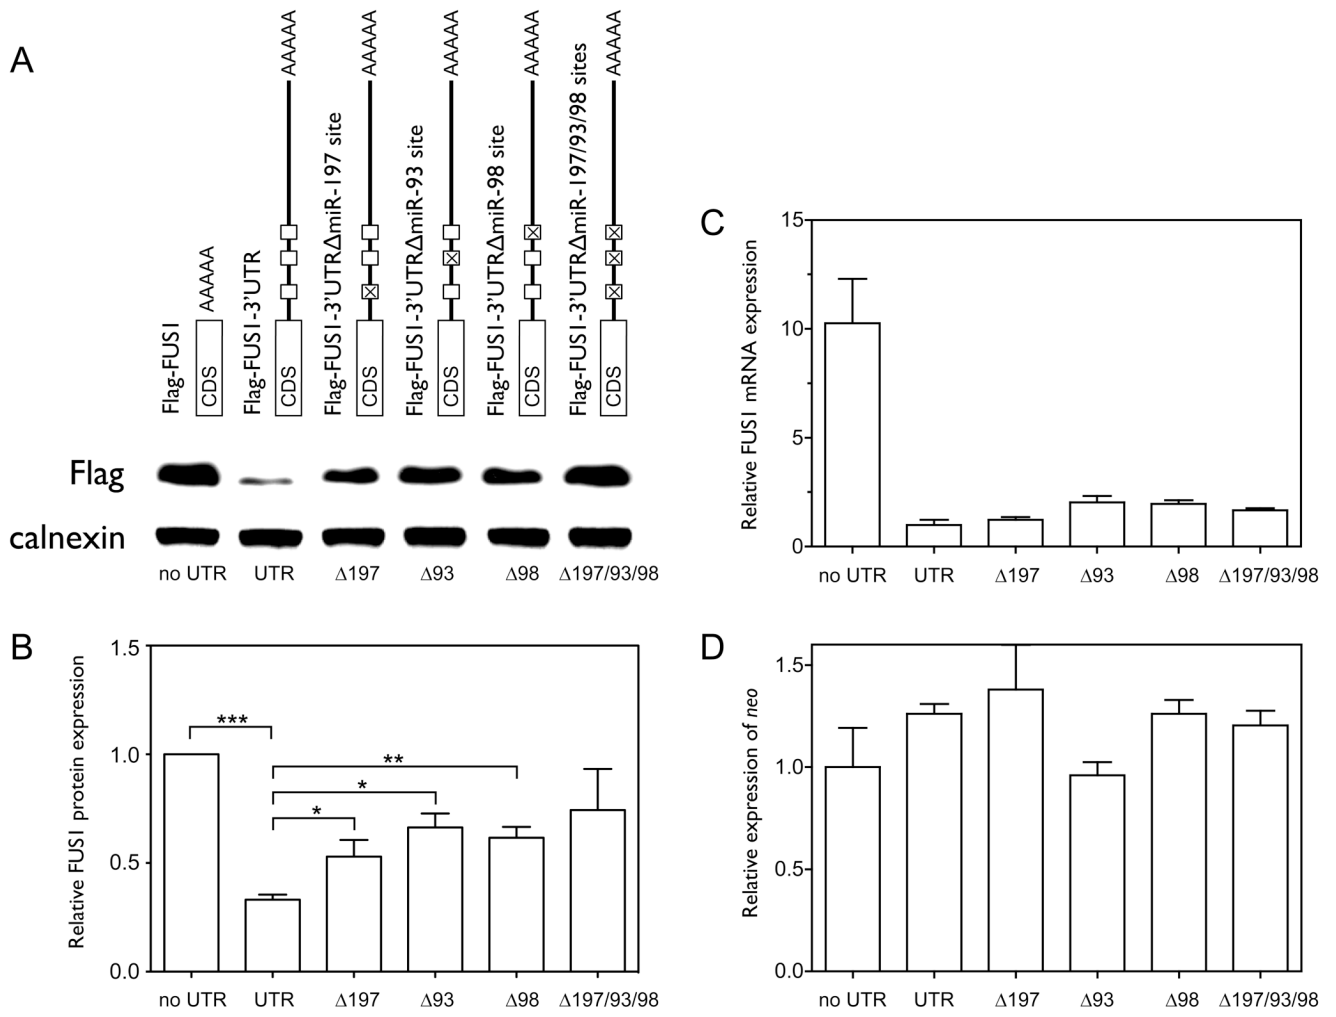 A
Flag-FUS1
CDS
AAAAA
Flag-FUS1-3'UTR
CDS
AAAAA
Flag-FUS1-3'UTRΔmiR-197 site
CDS
AAAAA
Flag-FUS1-3'UTRΔmiR-93 site
CDS
AAAAA
Flag-FUS1-3'UTRΔmiR-98 site
CDS
AAAAA
Flag-FUS1-3'UTRΔmiR-197/93/98 sites
CDS
AAAAA
Flag
calnexin
no UTR UTR Δ197 Δ93 Δ98 Δ197/93/98
B
Relative FUS1 protein expression
1.5
1.0
0.5
0.0
***
**
*
*
no UTR UTR Δ197 Δ93 Δ98 Δ197/93/98
C
Relative FUS1 mRNA expression
15
10
5
0
no UTR UTR Δ197 Δ93 Δ98 Δ197/93/98
D
Relative expression of neo
1.5
1.0
0.5
0.0
no UTR UTR Δ197 Δ93 Δ98 Δ197/93/98